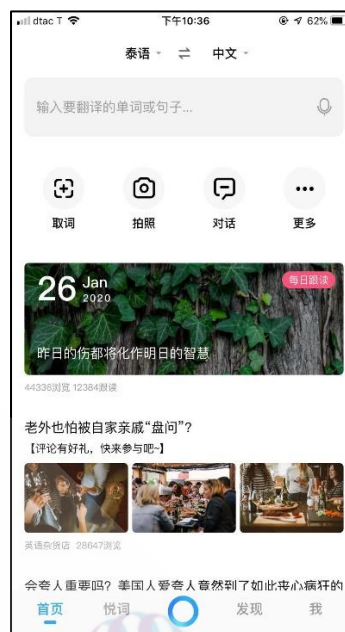 dtac T 下午10:36 62%
泰语 ⇌ 中文
输入要翻译的单词或句子...
取词 拍照 对话 更多
26 Jan
2020
每日跟读
昨日的伤都将化作明日的智慧
44336浏览 12384跟读
老外也怕被自家亲戚“盘问”?
【评论有好礼，快来参与吧~】
英语杂货店 28647浏览
会夸人重要吗？美国人爱夸人竟然到了如此丧心病狂的
首页 悦词 发现 我